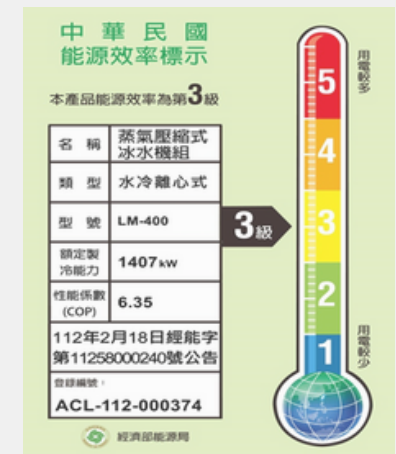 中華民國
能源效率標示
本產品能源效率為第3級
名稱 蒸氣壓縮式
冰水機組
類型 水冷離心式
型號 LM-400
額定製
冷能力 1407kW
性能係數
(COP) 6.35
112年2月18日經能字
第11258000240號公告
登錄編號：
ACL-112-000374
經濟部能源局
3級
用電較多
5
4
3
2
1
用電較少